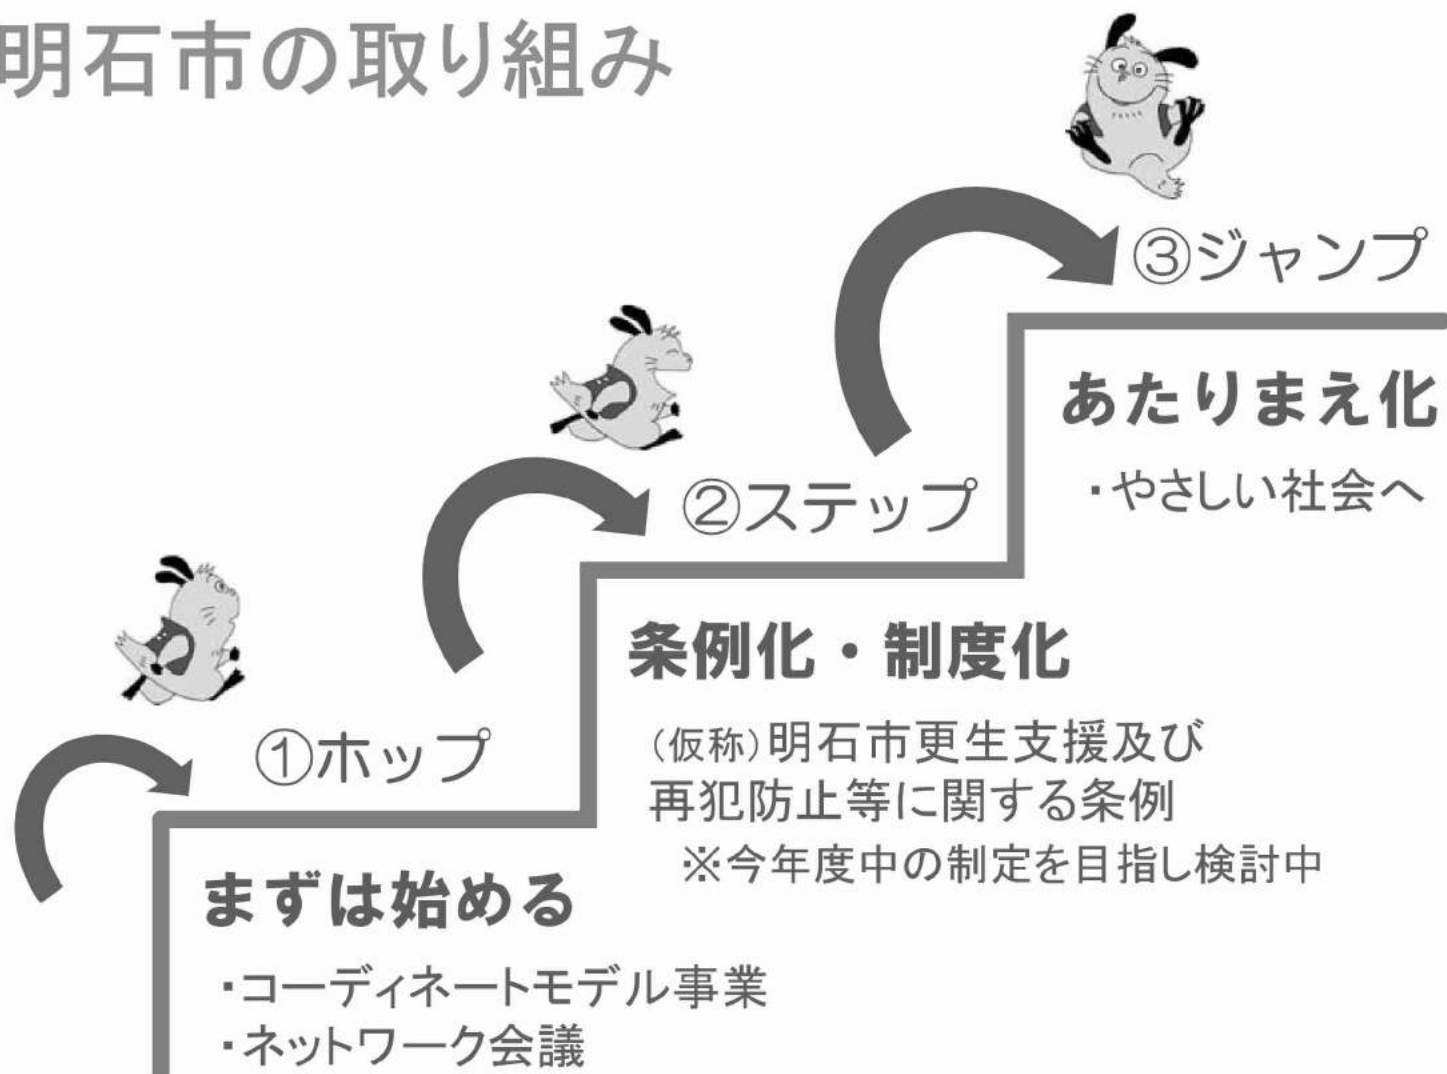 明石市の取り組み
③ジャンプ
あたりまえ化
・やさしい社会へ
②ステップ
条例化・制度化
（仮称）明石市更生支援及び
再犯防止等に関する条例
※今年度中の制定を目指し検討中
①ホップ
まずは始める
・コーディネートモデル事業
・ネットワーク会議